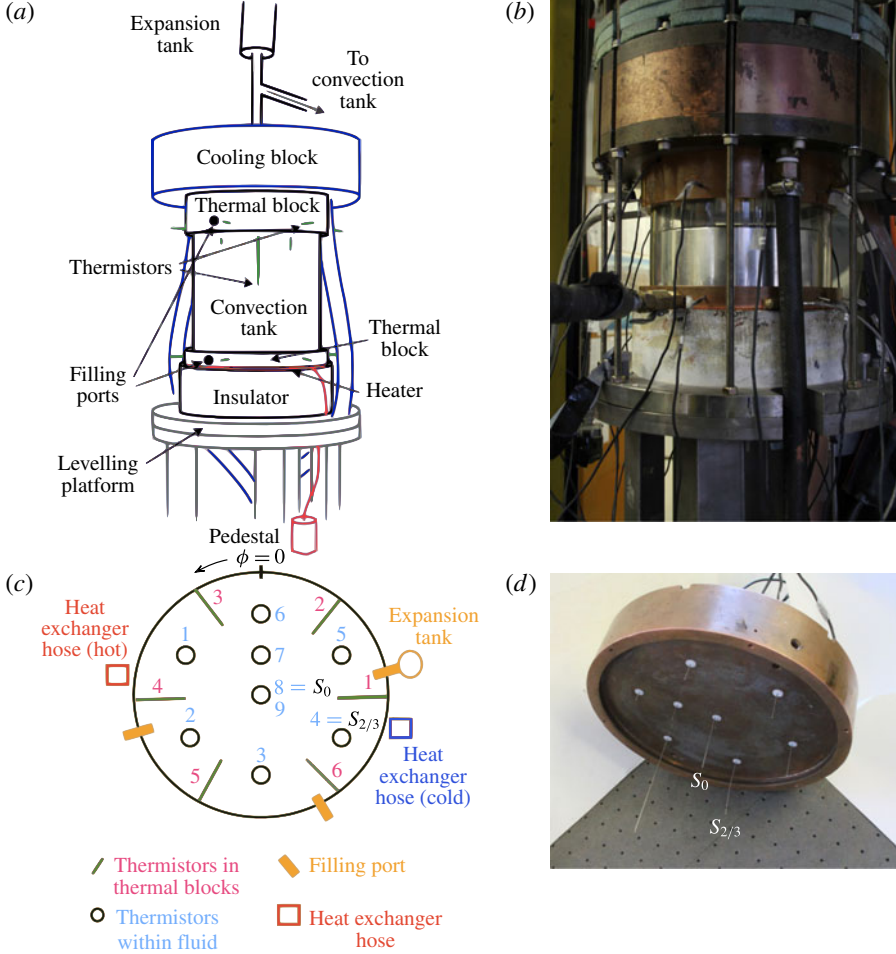 (a)
Expansion
tank
To
convection
tank
Cooling block
Thermal block
Thermistors
Convection
tank
Thermal
block
Filling
ports
Heater
Insulator
Levelling
platform
Pedestal
(b)
(c)
ϕ = 0
Heat
exchanger
hose (hot)
Expansion
tank
3
2
6
1
5
7
4
1
8 = S0
9
2
4 = S2/3
3
5
6
Heat
exchanger
hose (cold)
Thermistors in
thermal blocks
Filling port
Thermistors
within fluid
Heat exchanger
hose
(d)
S0
S2/3